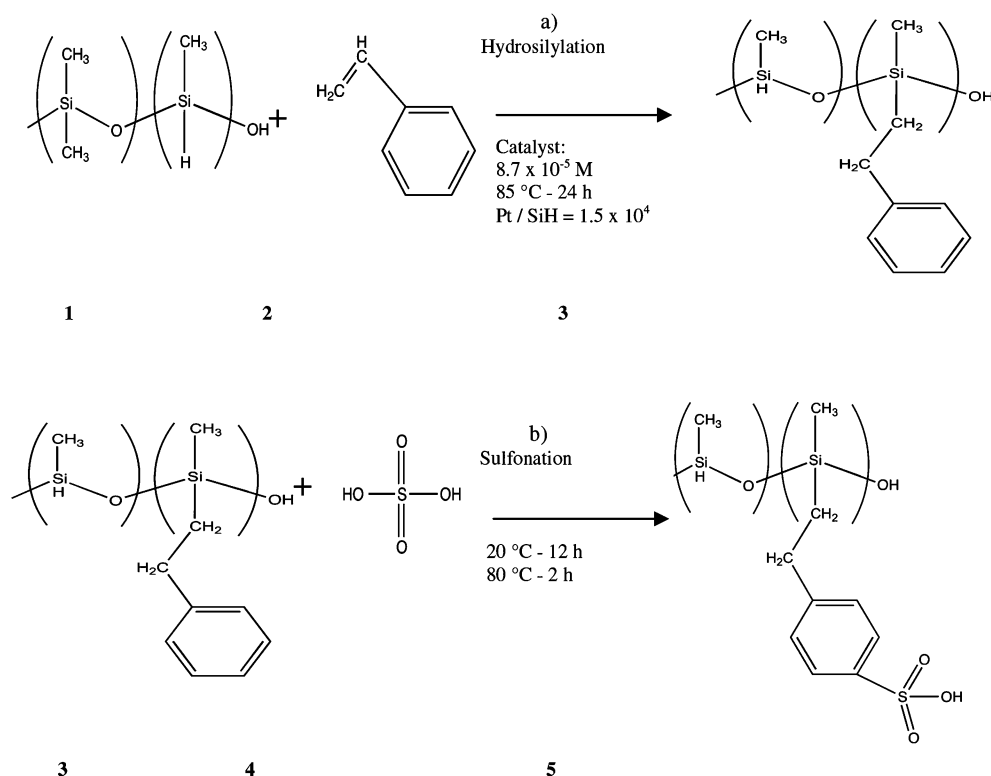 a)
Hydrosilylation
CH₃
Si
CH₃
O
CH₃
Si
H
OH
+
H
H₂C
Catalyst:
8.7 x 10⁻⁵ M
85 °C - 24 h
Pt / SiH = 1.5 x 10⁴
CH₃
Si
H
O
CH₃
Si
OH
CH₂
H₂C
1 2 3
b)
Sulfonation
CH₃
Si
H
O
CH₃
Si
OH
CH₂
H₂C
+
O
HO S OH
O
20 °C - 12 h
80 °C - 2 h
CH₃
Si
H
O
CH₃
Si
OH
CH₂
H₂C
O
S OH
O
3 4 5